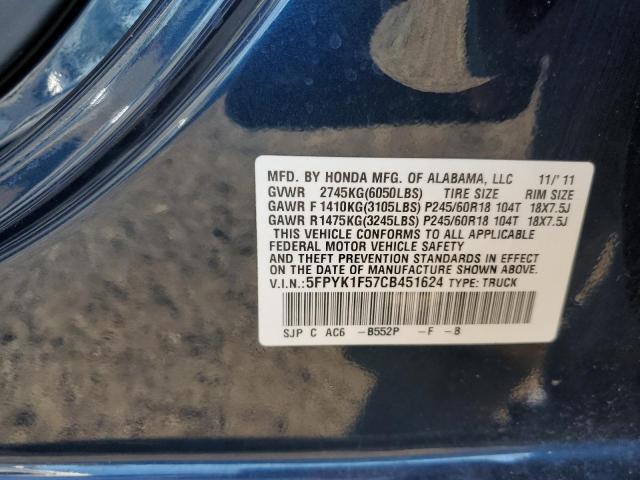 MFD. BY HONDA MFG. OF ALABAMA, LLC 11/'11
GVWR 2745KG(6050LBS) TIRE SIZE RIM SIZE
GAWR F 1410KG(3105LBS) P245/60R18 104T 18X7.5J
GAWR R1475KG(3245LBS) P245/60R18 104T 18X7.5J
THIS VEHICLE CONFORMS TO ALL APPLICABLE
FEDERAL MOTOR VEHICLE SAFETY
AND THEFT PREVENTION STANDARDS IN EFFECT
ON THE DATE OF MANUFACTURE SHOWN ABOVE.
V.I.N.:5FPYK1F57CB451624 TYPE: TRUCK
SJP C AC6 -B552P -F -B